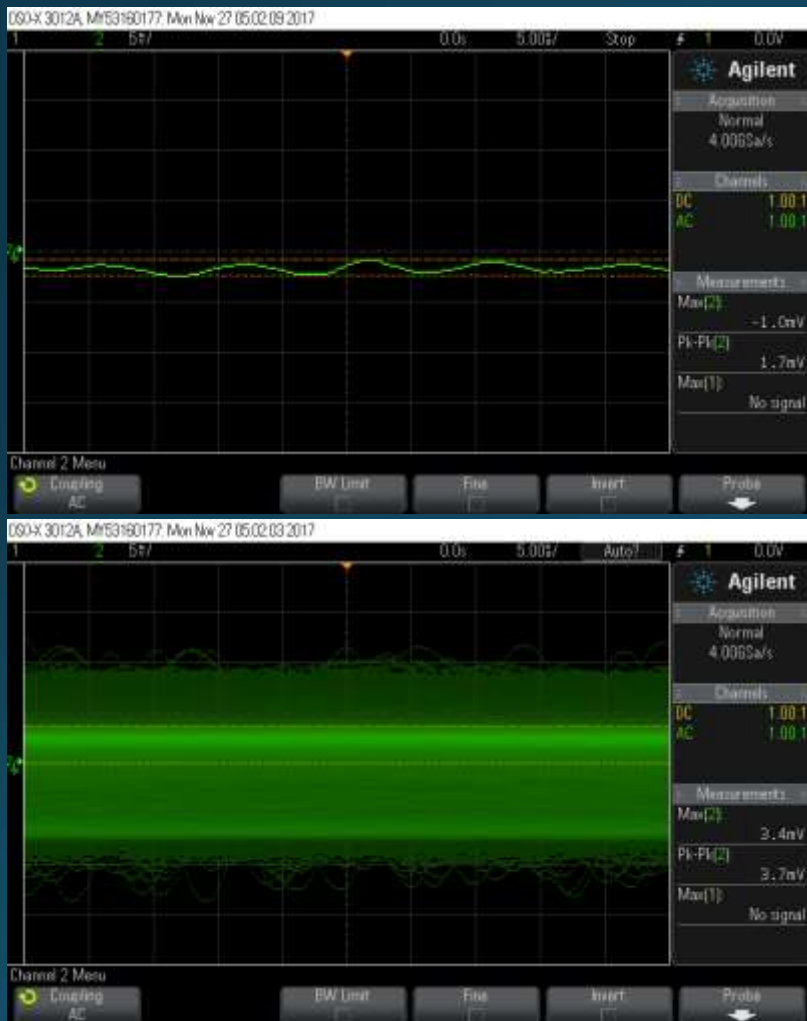 DSO-X 3012A, MY53160177: Mon Nov 27 05:02:09 2017
1 2 0.0s Stop 1 0.0V
Agilent
Acquisition
Normal
4.00GSa/s
Channels
DC 1.00:1
AC 1.00:1
Measurements
Max(2):
-1.0mV
Pk-Pk(2):
1.7mV
Max(1):
No signal
Channel 2 Menu
Coupling
AC
BW Limit
Fine
Invert
Probe
DSO-X 3012A, MY53160177: Mon Nov 27 05:02:03 2017
1 2 0.0s Auto? 1 0.0V
Agilent
Acquisition
Normal
4.00GSa/s
Channels
DC 1.00:1
AC 1.00:1
Measurements
Max(2):
3.4mV
Pk-Pk(2):
3.7mV
Max(1):
No signal
Channel 2 Menu
Coupling
AC
BW Limit
Fine
Invert
Probe